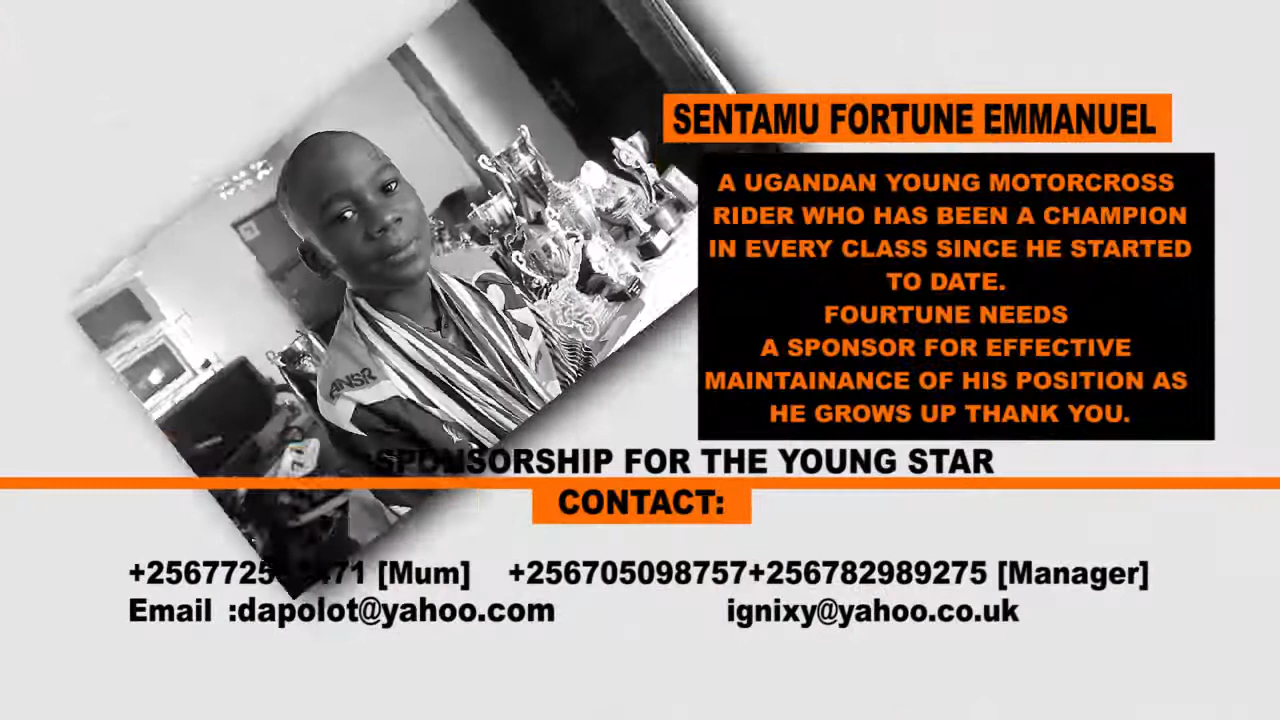 SENTAMU FORTUNE EMMANUEL
A UGANDAN YOUNG MOTORCROSS
RIDER WHO HAS BEEN A CHAMPION
IN EVERY CLASS SINCE HE STARTED
TO DATE.
FOURTUNE NEEDS
A SPONSOR FOR EFFECTIVE
MAINTAINANCE OF HIS POSITION AS
HE GROWS UP THANK YOU.
ANSR
SPONSORSHIP FOR THE YOUNG STAR
CONTACT:
[Mum] +256705098757+256782989275 [Manager]
Email :dapolot@yahoo.com ignixy@yahoo.co.uk